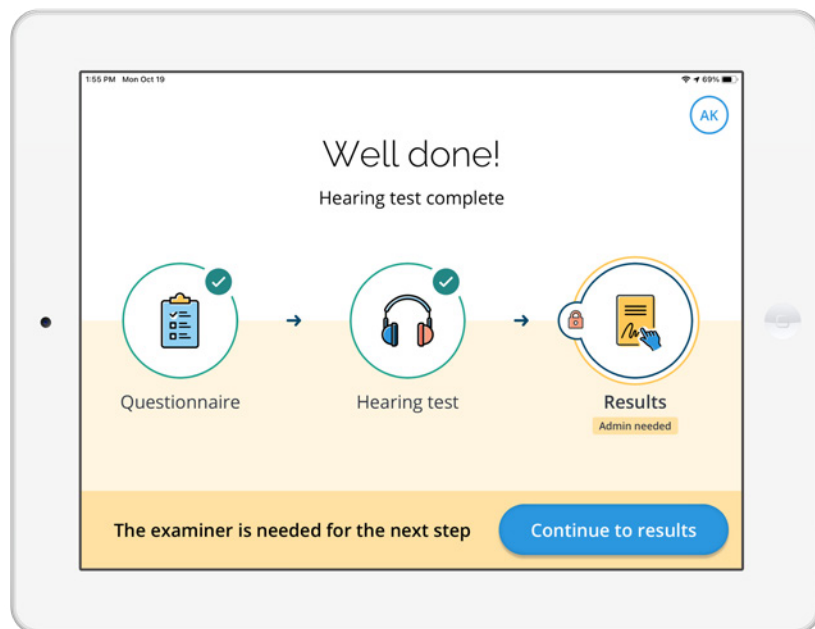 1:55 PM Mon Oct 19
69%
AK
Well done!
Hearing test complete
Questionnaire
Hearing test
Results
Admin needed
The examiner is needed for the next step
Continue to results